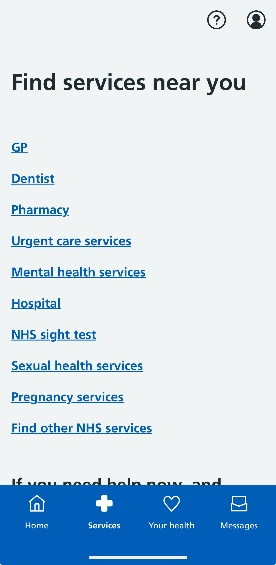 Find services near you
GP
Dentist
Pharmacy
Urgent care services
Mental health services
Hospital
NHS sight test
Sexual health services
Pregnancy services
Find other NHS services
If you need help now, and
Home
Services
Your health
Messages